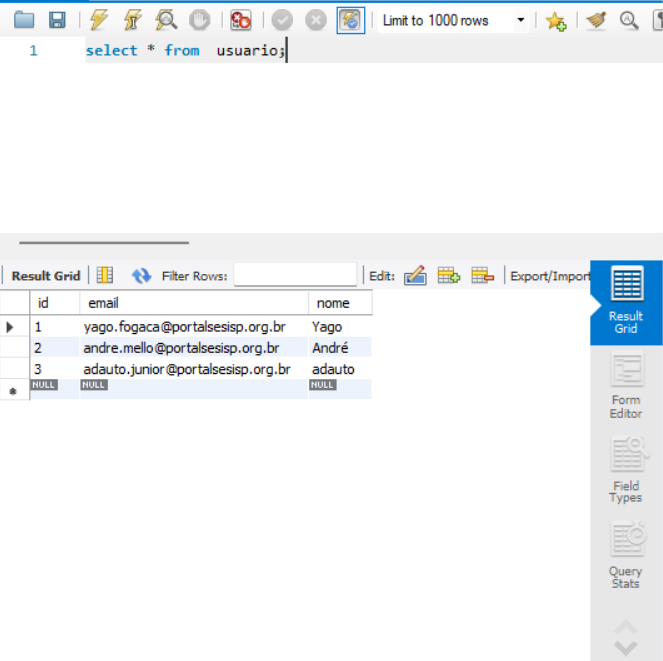 Limit to 1000 rows
1 select * from  usuario;
Result Grid Filter Rows: Edit: Export/Import
id email nome
1 yago.fogaca@portalsesisp.org.br Yago
2 andre.mello@portalsesisp.org.br André
3 adauto.junior@portalsesisp.org.br adauto
NULL NULL NULL
Result
Grid
Form
Editor
Field
Types
Query
Stats